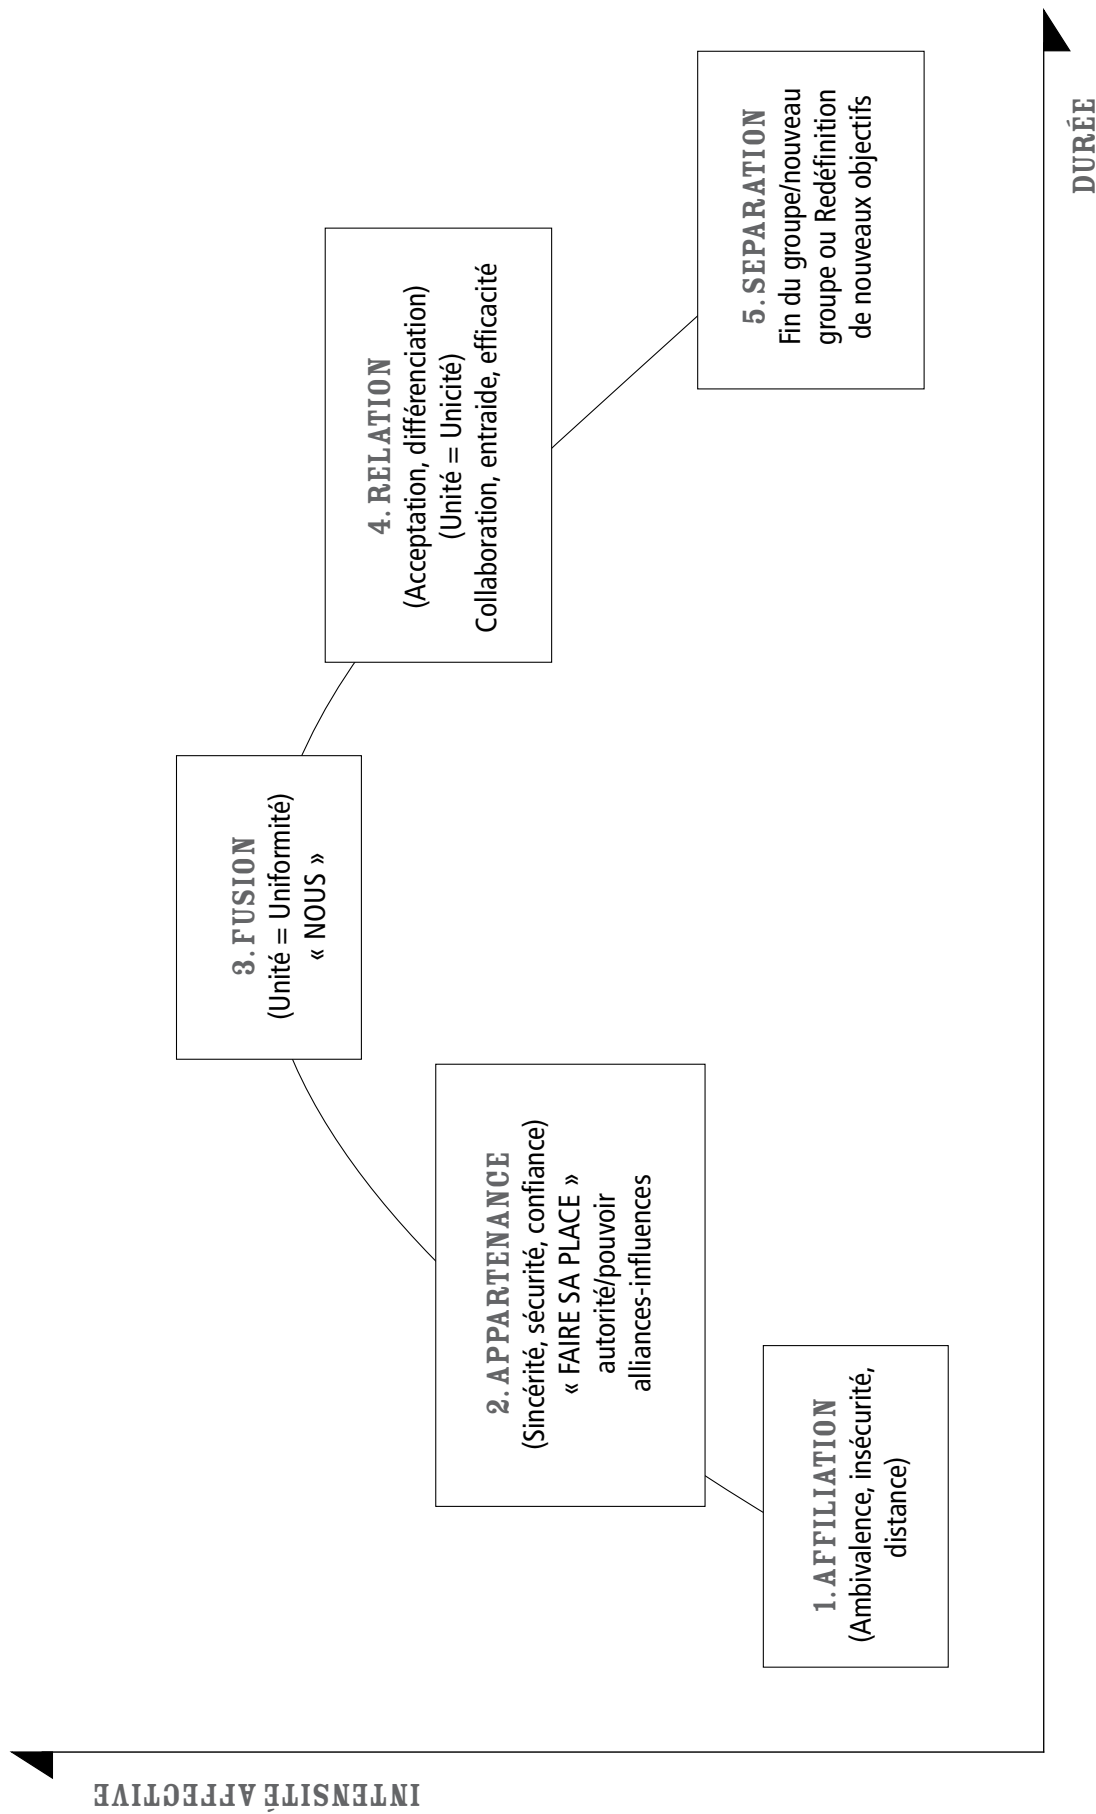 INTENSITÉ AFFECTIVE
1. AFFILIATION
(Ambivalence, insécurité,
distance)
2. APPARTENANCE
(Sincérité, sécurité, confiance)
« FAIRE SA PLACE »
autorité/pouvoir
alliances-influences
3. FUSION
(Unité = Uniformité)
« NOUS »
4. RELATION
(Acceptation, différenciation)
(Unité = Unicité)
Collaboration, entraide, efficacité
5. SEPARATION
Fin du groupe/nouveau
groupe ou Redéfinition
de nouveaux objectifs
DURÉE